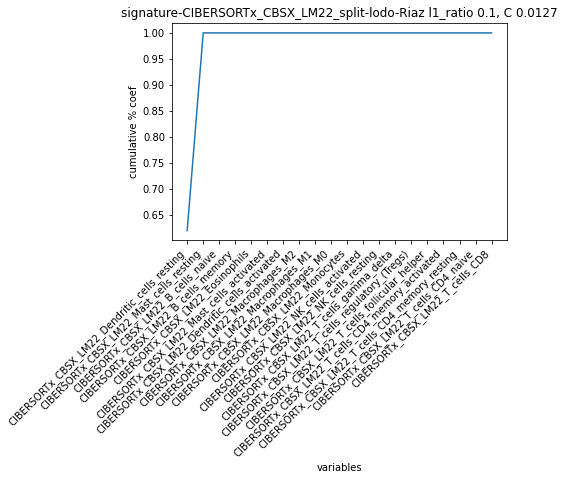 signature-CIBERSORTx_CBSX_LM22_split-lodo-Riaz l1_ratio 0.1, C 0.0127
1.00
0.95
0.90
0.85
0.80
0.75
0.70
0.65
cumulative % coef
CIBERSORTx_CBSX_LM22_Dendritic_cells_resting
CIBERSORTx_CBSX_LM22_Mast_cells_resting
CIBERSORTx_CBSX_LM22_B_cells_naive
CIBERSORTx_CBSX_LM22_B_cells_memory
CIBERSORTx_CBSX_LM22_Eosinophils
CIBERSORTx_CBSX_LM22_Mast_cells_activated
CIBERSORTx_CBSX_LM22_Dendritic_cells_activated
CIBERSORTx_CBSX_LM22_Macrophages_M2
CIBERSORTx_CBSX_LM22_Macrophages_M1
CIBERSORTx_CBSX_LM22_Macrophages_M0
CIBERSORTx_CBSX_LM22_Monocytes
CIBERSORTx_CBSX_LM22_NK_cells_activated
CIBERSORTx_CBSX_LM22_NK_cells_resting
CIBERSORTx_CBSX_LM22_T_cells_gamma_delta
CIBERSORTx_CBSX_LM22_T_cells_regulatory_(Tregs)
CIBERSORTx_CBSX_LM22_T_cells_follicular_helper
CIBERSORTx_CBSX_LM22_T_cells_CD4_memory_activated
CIBERSORTx_CBSX_LM22_T_cells_CD4_memory_resting
CIBERSORTx_CBSX_LM22_T_cells_CD4_naive
CIBERSORTx_CBSX_LM22_T_cells_CD8
variables